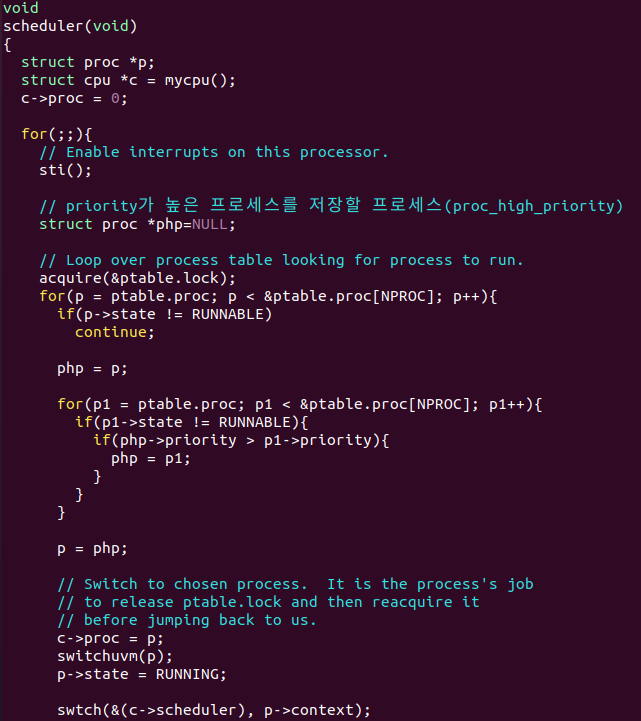 void
scheduler(void)
{
  struct proc *p;
  struct cpu *c = mycpu();
  c->proc = 0;

  for(;;){
    // Enable interrupts on this processor.
    sti();

    // priority가 높은 프로세스를 저장할 프로세스(proc_high_priority)
    struct proc *php=NULL;

    // Loop over process table looking for process to run.
    acquire(&ptable.lock);
    for(p = ptable.proc; p < &ptable.proc[NPROC]; p++){
      if(p->state != RUNNABLE)
        continue;

      php = p;

      for(p1 = ptable.proc; p1 < &ptable.proc[NPROC]; p1++){
        if(p1->state != RUNNABLE){
          if(php->priority > p1->priority){
            php = p1;
          }
        }
      }

      p = php;

      // Switch to chosen process.  It is the process's job
      // to release ptable.lock and then reacquire it
      // before jumping back to us.
      c->proc = p;
      switchuvm(p);
      p->state = RUNNING;

      swtch(&(c->scheduler), p->context);